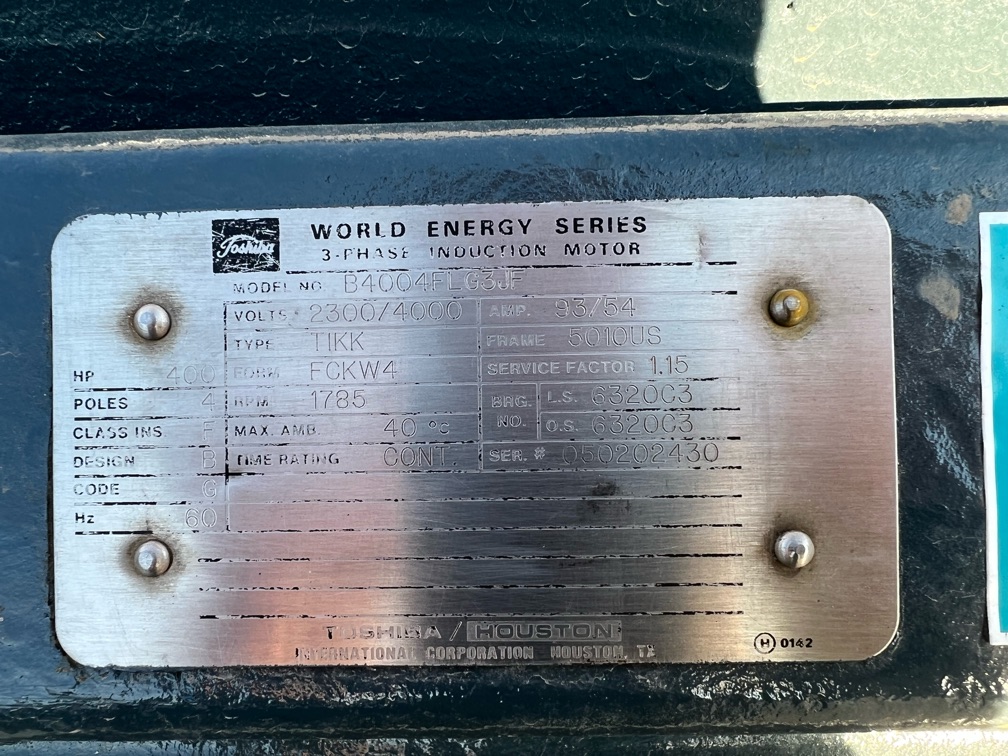 Toshiba
WORLD ENERGY SERIES
3-PHASE INDUCTION MOTOR
MODEL NO. B4004FLG3JF
VOLTS 2300/4000 AMP. 93/54
TYPE TIKK FRAME 5010US
HP 400 FORM FCKW4 SERVICE FACTOR 1.15
POLES 4 RPM 1785 BRG. NO. L.S. 6320C3
CLASS INS. F MAX. AMB. 40 °C O.S. 6320C3
DESIGN B TIME RATING CONT. SER. # 050202430
CODE G
Hz 60
TOSHIBA / HOUSTON
INTERNATIONAL CORPORATION HOUSTON, TX
H 0142